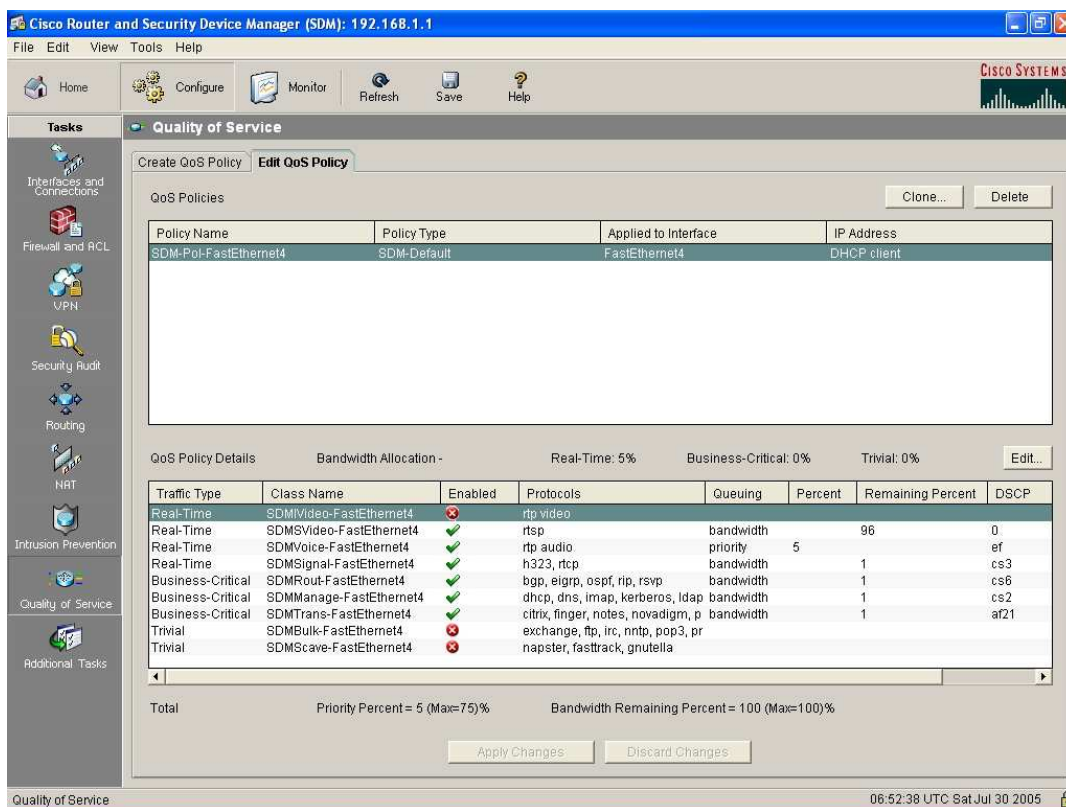 Cisco Router and Security Device Manager (SDM): 192.168.1.1
File Edit View Tools Help
Home Configure Monitor Refresh Save Help
CISCO SYSTEMS
Tasks
Quality of Service
Interfaces and Connections
Firewall and ACL
VPN
Security Audit
Routing
NAT
Intrusion Prevention
Quality of Service
Additional Tasks
Create QoS Policy Edit QoS Policy
QoS Policies Clone... Delete
Policy Name Policy Type Applied to Interface IP Address
SDM-Pol-FastEthernet4 SDM-Default FastEthernet4 DHCP client
QoS Policy Details Bandwidth Allocation - Real-Time: 5% Business-Critical: 0% Trivial: 0% Edit...
Traffic Type Class Name Enabled Protocols Queuing Percent Remaining Percent DSCP
Real-Time SDMIVideo-FastEthernet4 rtp video
Real-Time SDMSVideo-FastEthernet4 rtsp bandwidth 96 0
Real-Time SDMVoice-FastEthernet4 rtp audio priority 5 ef
Real-Time SDMSignal-FastEthernet4 h323, rtcp bandwidth 1 cs3
Business-Critical SDMRout-FastEthernet4 bgp, eigrp, ospf, rip, rsvp bandwidth 1 cs6
Business-Critical SDMManage-FastEthernet4 dhcp, dns, imap, kerberos, ldap bandwidth 1 cs2
Business-Critical SDMTrans-FastEthernet4 citrix, finger, notes, novadigm, p bandwidth 1 af21
Trivial SDMBulk-FastEthernet4 exchange, ftp, irc, nntp, pop3, pr
Trivial SDMScave-FastEthernet4 napster, fasttrack, gnutella
Total Priority Percent = 5 (Max=75)% Bandwidth Remaining Percent = 100 (Max=100)%
Apply Changes Discard Changes
Quality of Service 06:52:38 UTC Sat Jul 30 2005